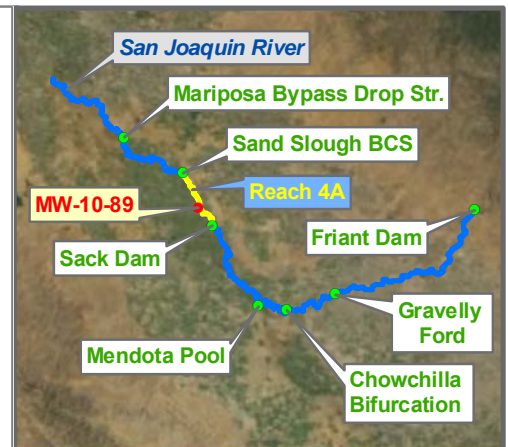 San Joaquin River
Mariposa Bypass Drop Str.
Sand Slough BCS
Reach 4A
MW-10-89
Friant Dam
Sack Dam
Gravelly
Ford
Mendota Pool
Chowchilla
Bifurcation